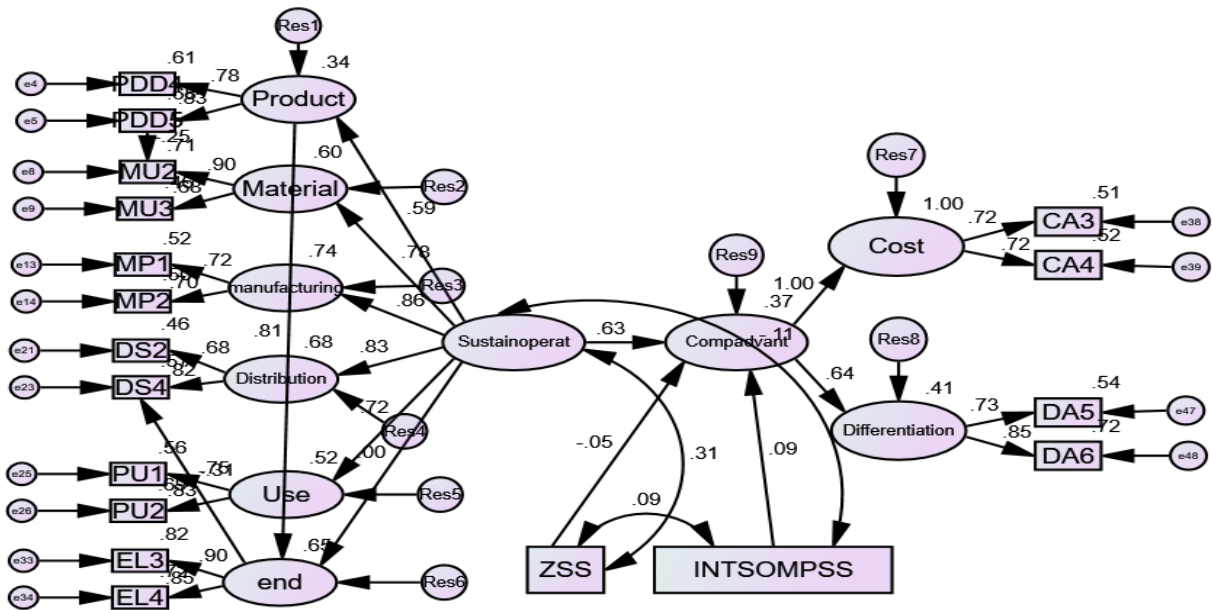 Res1
.61
.34
e4
PDD4
.78
Product
e5
PDD5
.83
-.25
.71
.60
Res7
e8
MU2
.90
Material
Res2
.51
e9
MU3
.68
.59
1.00
.72
CA3
e38
.52
.78
Cost
.72
.52
e13
MP1
.72
.74
Res9
CA4
e39
manufacturing
Res3
1.00
e14
MP2
.70
.86
.37
.46
.81
.68
Sustainoperat
.63
Compadvant
-.11
Res8
e21
DS2
.68
.83
.64
.41
.54
e23
DS4
.82
Distribution
.73
DA5
e47
.72
Res4
Differentiation
.85
.72
.56
.00
-.05
.09
.31
DA6
e48
e25
PU1
.75
-.31
.52
Use
Res5
e26
PU2
.83
.09
.82
.65
e33
EL3
.90
ZSS
INTSOMPSS
end
Res6
e34
EL4
.85